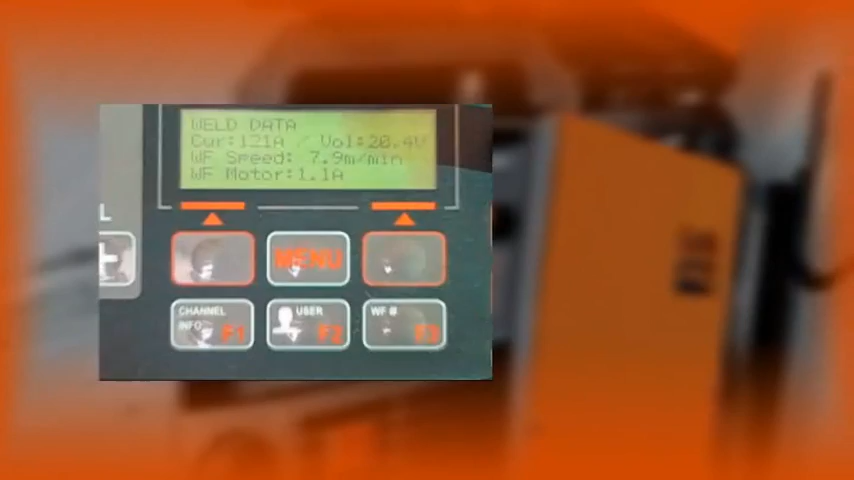 WELD DATA
Cur:121A / Vol:20.4V
WF Speed: 7.9m/min
WF Motor:1.1A
L
+
MENU
CHANNEL
INFO
F1
USER
F2
WF #
F3